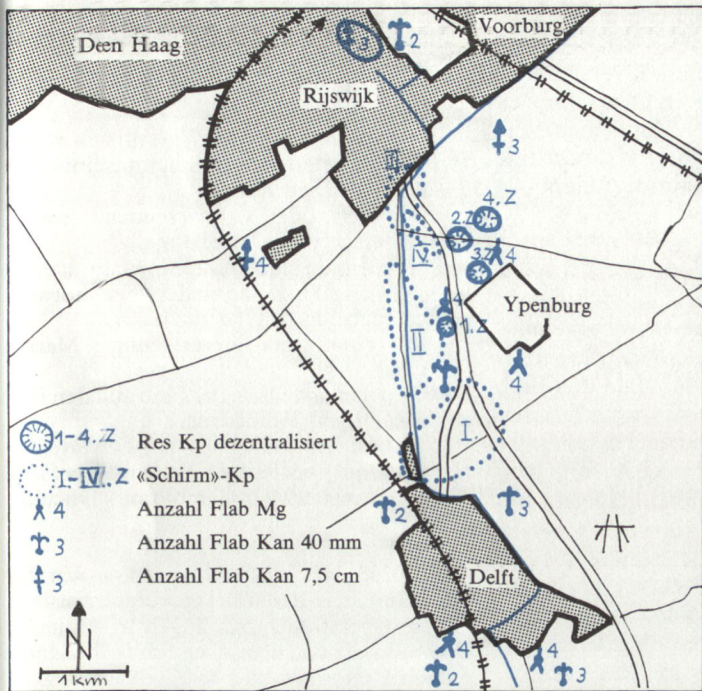 Deen Haag
Voorburg
3
2
Rijswijk
3
III
4.Z
2.Z
IV
4
3.Z
4
4
Ypenburg
1.Z
II
4
I
1-4.Z Res Kp dezentralisiert
I-IV.Z «Schirm»-Kp
4 Anzahl Flab Mg
3 Anzahl Flab Kan 40 mm
3 Anzahl Flab Kan 7,5 cm
2
3
Delft
N
1km
4
2
4
3